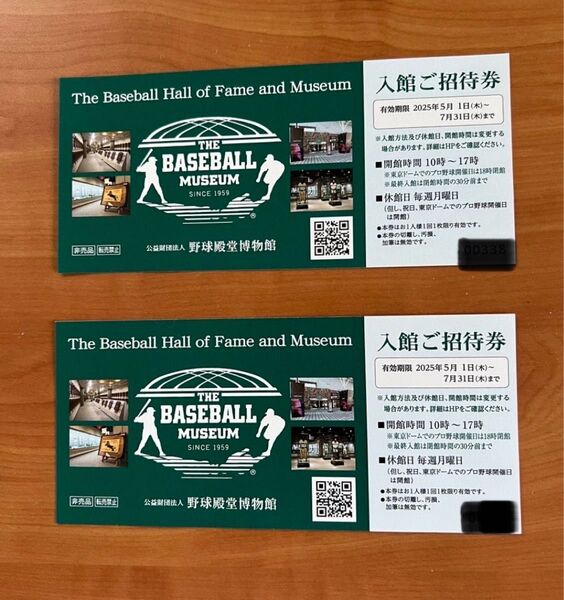 The Baseball Hall of Fame and Museum
THE
BASEBALL
MUSEUM
SINCE 1959
®
非売品 転売禁止
公益財団法人 野球殿堂博物館
入館ご招待券
有効期限 2025年5月 1日(木)~
7月31日(木)まで
※入館方法及び休館日、開館時間は変更する
場合があります。詳細はHPをご確認ください。
■開館時間 10時~17時
※東京ドームでのプロ野球開催日は18時閉館
※最終入館は閉館時間の30分前まで
■休館日 毎週月曜日
(但し、祝日、東京ドームでのプロ野球開催日
は開館)
●本券はお1人様1回1枚限り有効です。
●本券の切離し、汚損、
加筆は無効です。
The Baseball Hall of Fame and Museum
THE
BASEBALL
MUSEUM
SINCE 1959
®
非売品 転売禁止
公益財団法人 野球殿堂博物館
入館ご招待券
有効期限 2025年5月 1日(木)~
7月31日(木)まで
※入館方法及び休館日、開館時間は変更する
場合があります。詳細はHPをご確認ください。
■開館時間 10時~17時
※東京ドームでのプロ野球開催日は18時閉館
※最終入館は閉館時間の30分前まで
■休館日 毎週月曜日
(但し、祝日、東京ドームでのプロ野球開催日
は開館)
●本券はお1人様1回1枚限り有効です。
●本券の切離し、汚損、
加筆は無効です。